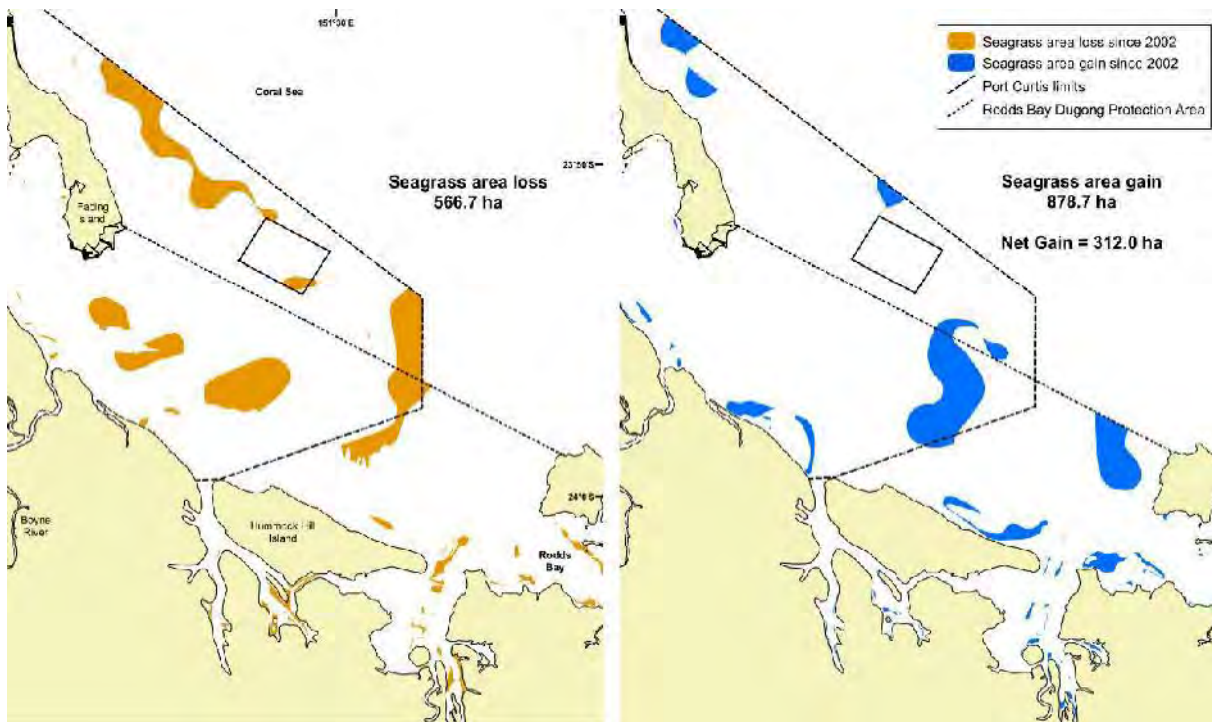 151°30'E
Coral Sea
23°50'S
Seagrass area loss
566.7 ha
Facing
Island
24°0'S
Boyne
River
Hummock Hill
Island
Rodds
Bay
Seagrass area loss since 2002
Seagrass area gain since 2002
Port Curtis limits
Rodds Bay Dugong Protection Area
Seagrass area gain
878.7 ha
Net Gain = 312.0 ha